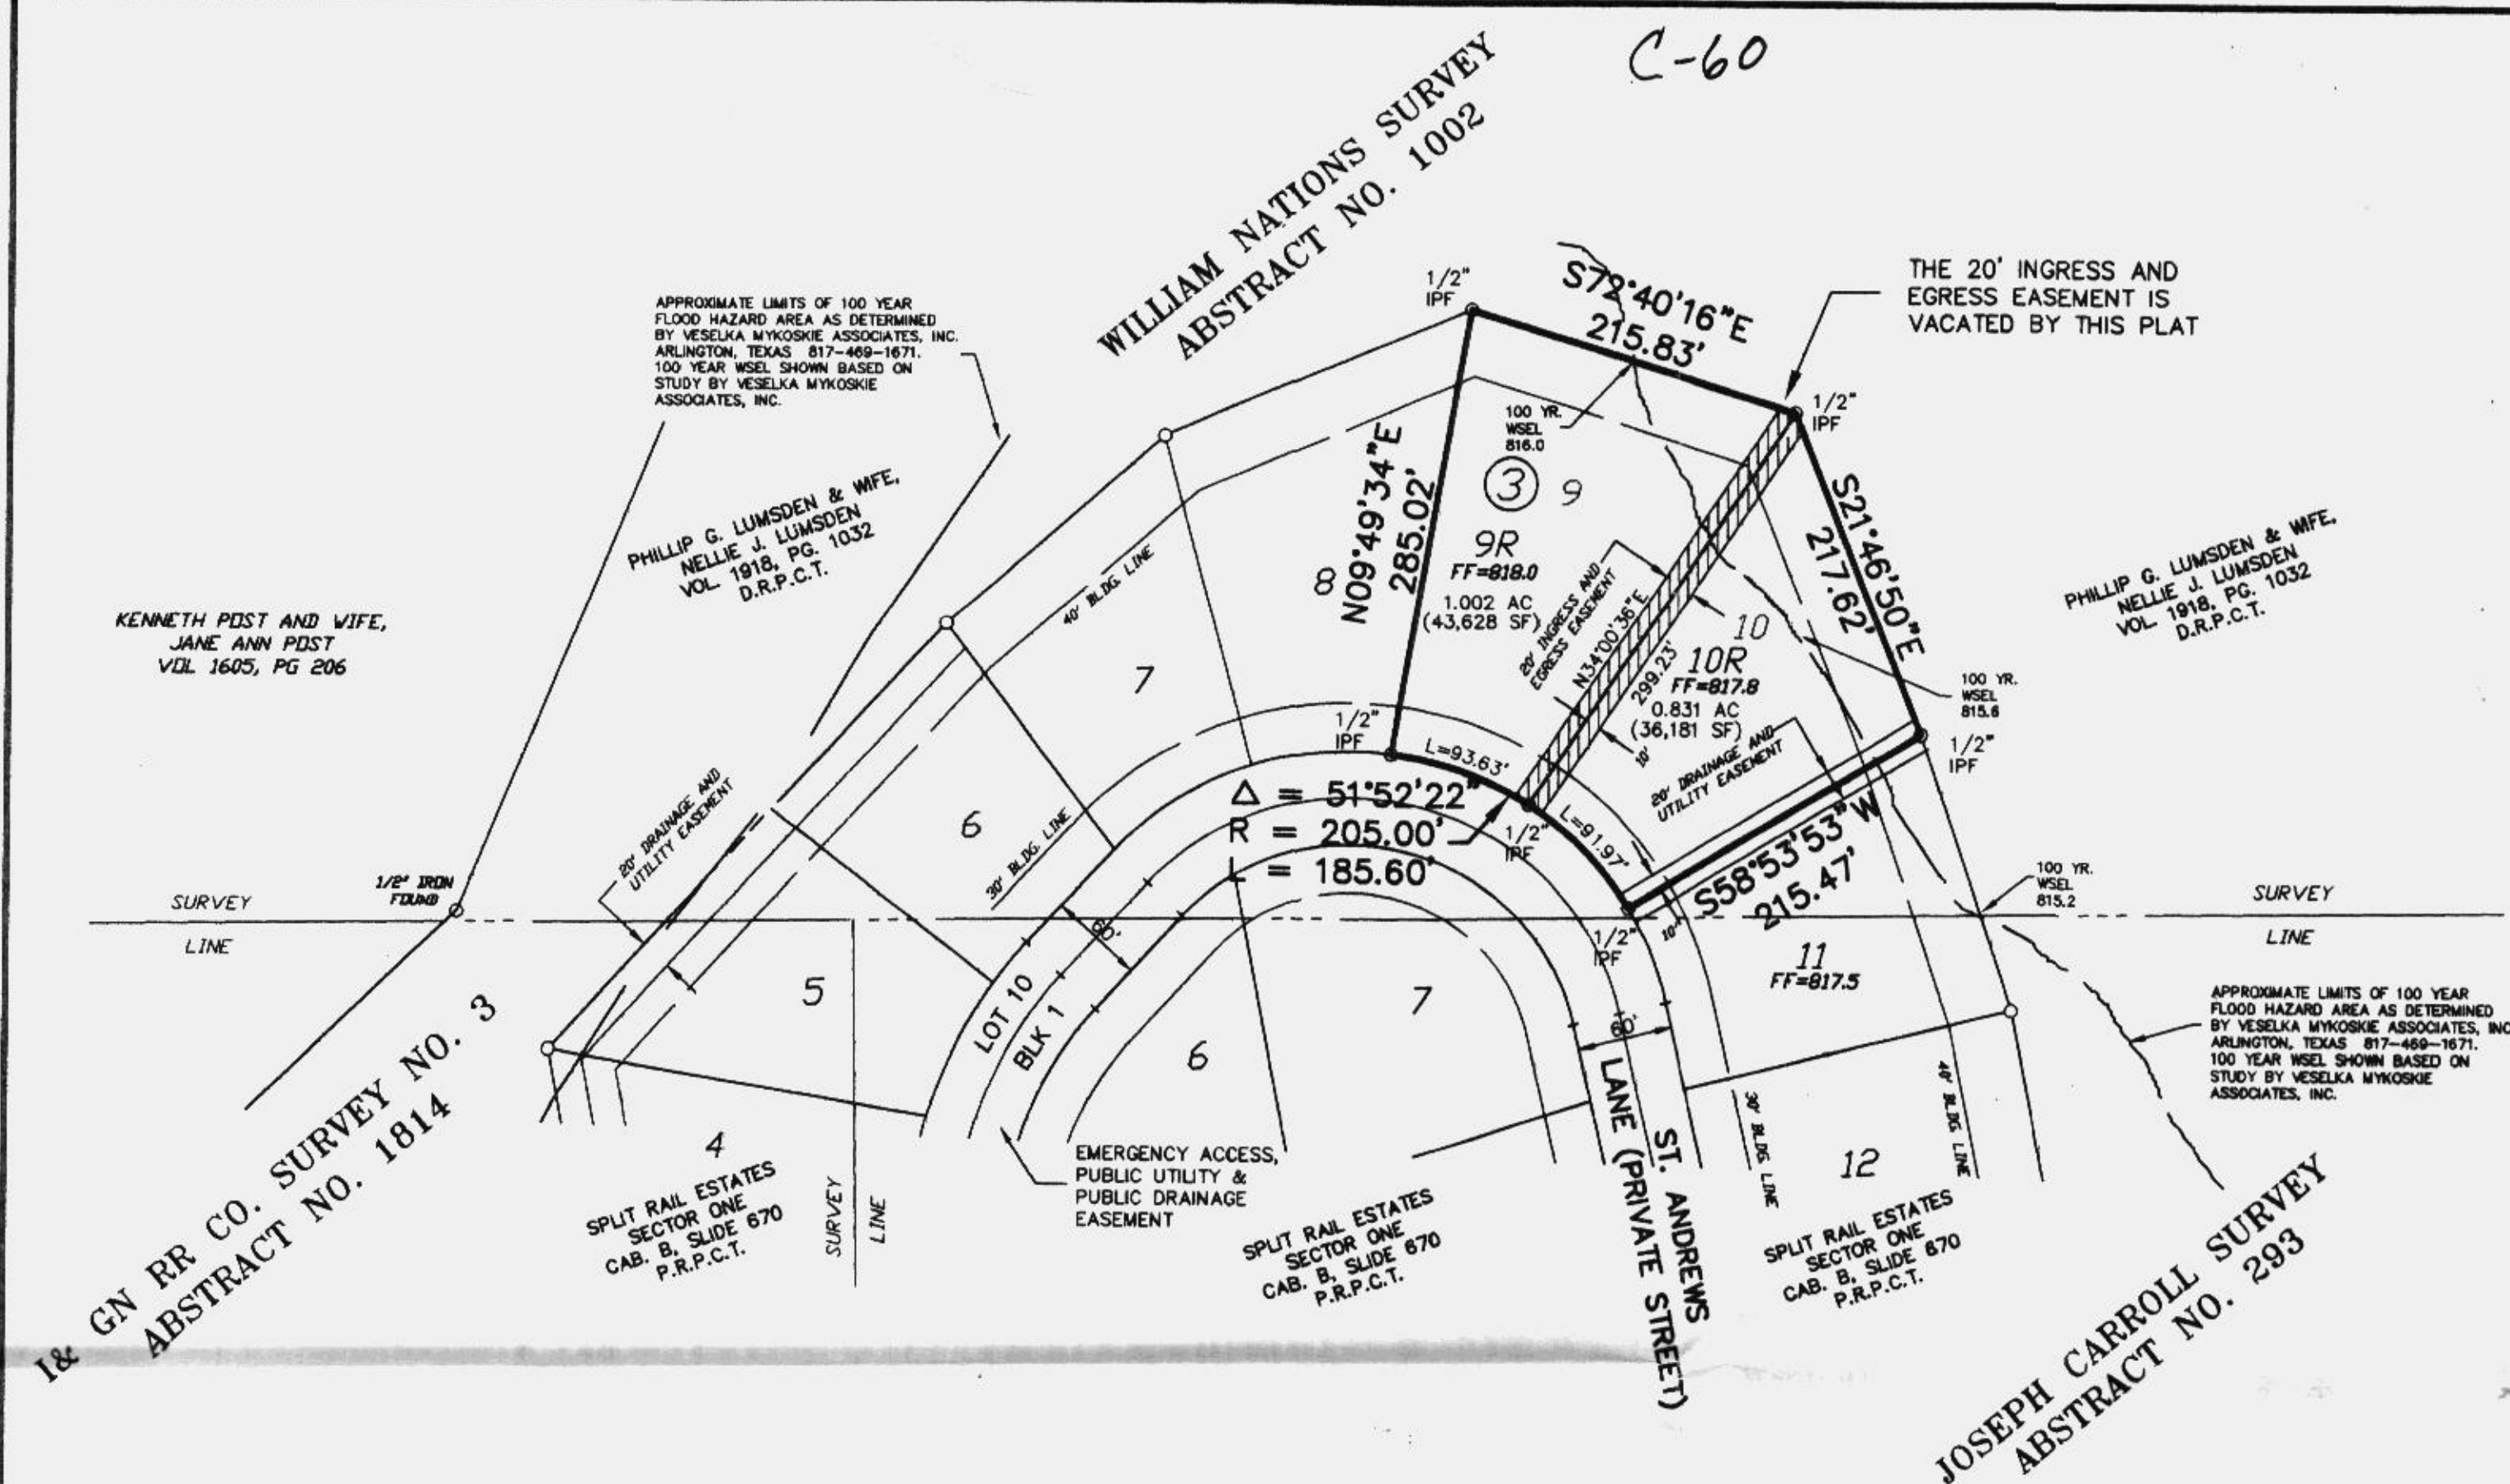 C-60
WILLIAM NATIONS SURVEY
ABSTRACT NO. 1002
THE 20' INGRESS AND
EGRESS EASEMENT IS
VACATED BY THIS PLAT
APPROXIMATE LIMITS OF 100 YEAR
FLOOD HAZARD AREA AS DETERMINED
BY VESELKA MYKOSKIE ASSOCIATES, INC.
ARLINGTON, TEXAS 817-469-1671.
100 YEAR WSEL SHOWN BASED ON
STUDY BY VESELKA MYKOSKIE
ASSOCIATES, INC.
1/2"
IPF
S72°40'16"E
215.83'
1/2"
IPF
100 YR.
WSEL
816.0
N09°49'34"E
285.02'
3
9
9R
FF=818.0
1.002 AC
(43,628 SF)
20' INGRESS AND
EGRESS EASEMENT
N34°00'36"E
299.23'
10
10R
FF=817.8
0.831 AC
(36,181 SF)
10'
S21°46'50"E
217.62'
PHILLIP G. LUMSDEN & WIFE,
NELLIE J. LUMSDEN
VOL. 1918, PG. 1032
D.R.P.C.T.
PHILLIP G. LUMSDEN & WIFE,
NELLIE J. LUMSDEN
VOL. 1918, PG. 1032
D.R.P.C.T.
KENNETH POST AND WIFE,
JANE ANN POST
VOL 1605, PG 206
40' BLDG. LINE
8
7
6
5
4
20' DRAINAGE AND
UTILITY EASEMENT
30' BLDG. LINE
1/2"
IPF
L=93.63'
Δ = 51°52'22"
R = 205.00'
L = 185.60'
1/2"
IPF
L=91.97'
20' DRAINAGE AND
UTILITY EASEMENT
100 YR.
WSEL
815.6
1/2"
IPF
S58°53'53"W
215.47'
10'
1/2"
IPF
100 YR.
WSEL
815.2
1/2" IRON
FOUND
SURVEY
LINE
SURVEY
LINE
60'
LOT 10
BLK 1
6
7
60'
11
FF=817.5
APPROXIMATE LIMITS OF 100 YEAR
FLOOD HAZARD AREA AS DETERMINED
BY VESELKA MYKOSKIE ASSOCIATES, INC
ARLINGTON, TEXAS 817-469-1671.
100 YEAR WSEL SHOWN BASED ON
STUDY BY VESELKA MYKOSKIE
ASSOCIATES, INC.
I& GN RR CO. SURVEY NO. 3
ABSTRACT NO. 1814
SPLIT RAIL ESTATES
SECTOR ONE
CAB. B, SLIDE 670
P.R.P.C.T.
SURVEY
LINE
EMERGENCY ACCESS,
PUBLIC UTILITY &
PUBLIC DRAINAGE
EASEMENT
SPLIT RAIL ESTATES
SECTOR ONE
CAB. B, SLIDE 670
P.R.P.C.T.
ST. ANDREWS
LANE (PRIVATE STREET)
30' BLDG. LINE
40' BLDG. LINE
12
SPLIT RAIL ESTATES
SECTOR ONE
CAB. B, SLIDE 670
P.R.P.C.T.
JOSEPH CARROLL SURVEY
ABSTRACT NO. 293